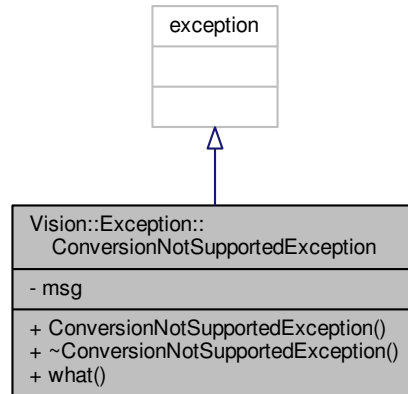 exception
Vision::Exception::
ConversionNotSupportedException
- msg
+ ConversionNotSupportedException()
+ ~ConversionNotSupportedException()
+ what()